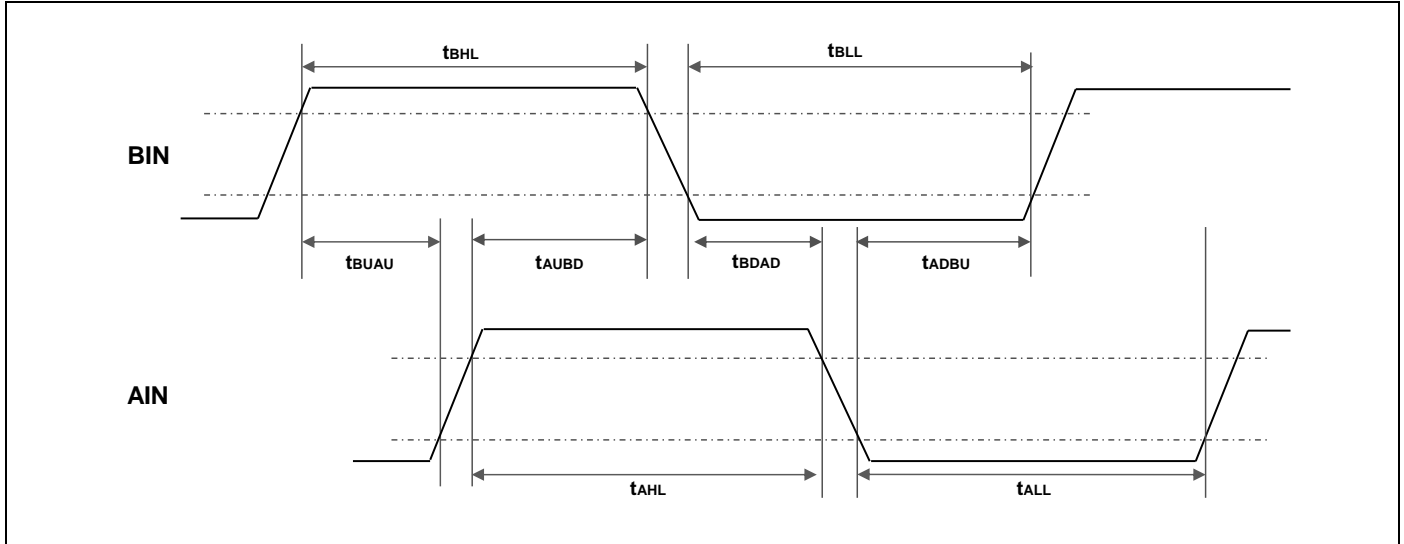 tBHL
tBLL
BIN
tBUAU
tAUBD
tBDAD
tADBU
AIN
tAHL
tALL